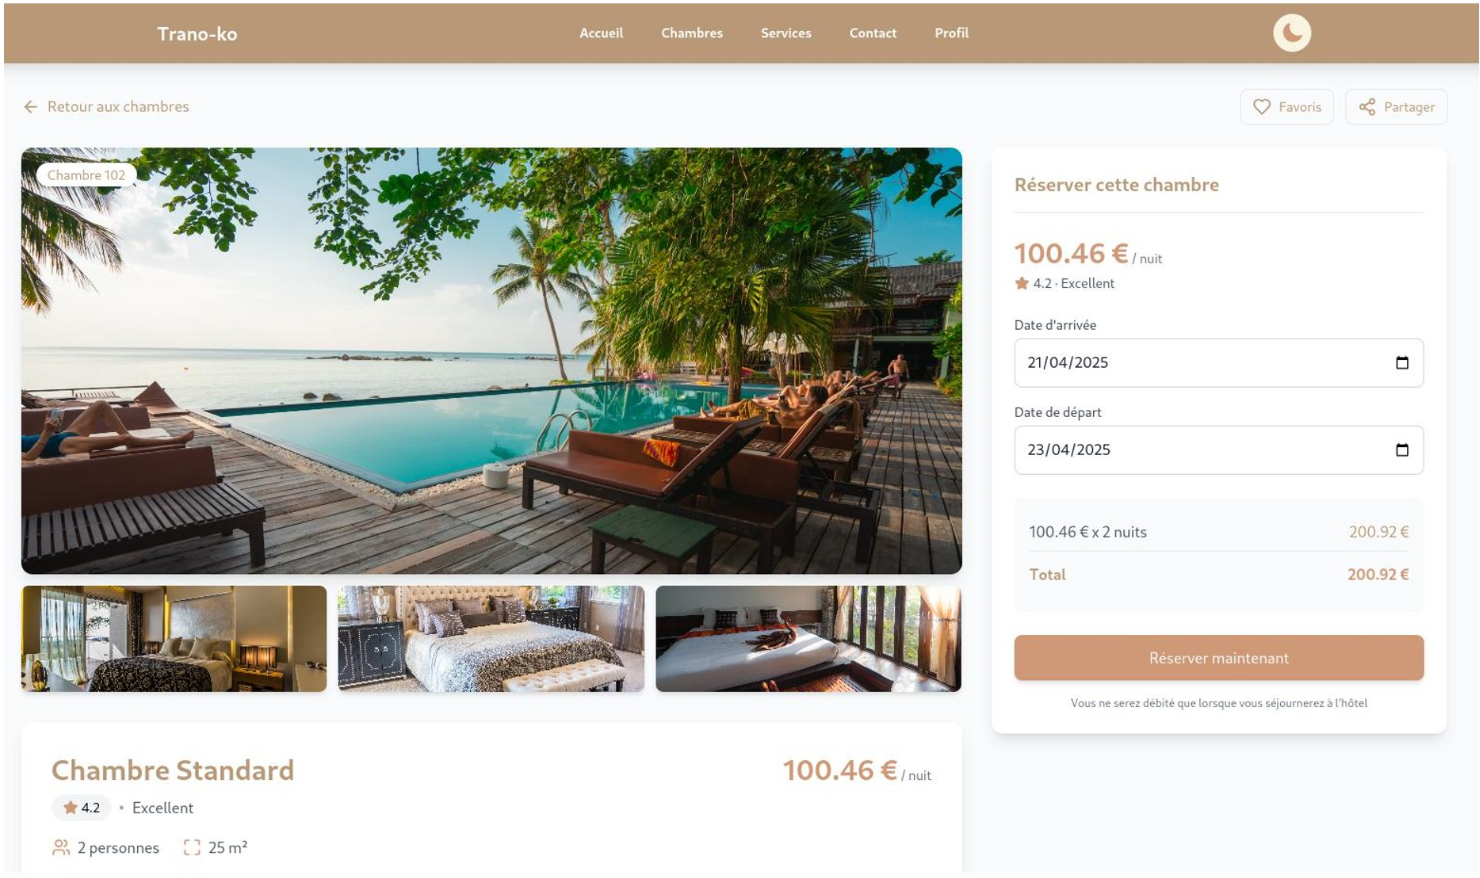 Trano-ko
Accueil
Chambres
Services
Contact
Profil
Retour aux chambres
Favoris
Partager
Chambre 102
Réserver cette chambre
100.46 € / nuit
4.2 · Excellent
Date d'arrivée
21/04/2025
Date de départ
23/04/2025
100.46 € x 2 nuits 200.92 €
Total 200.92 €
Réserver maintenant
Vous ne serez débité que lorsque vous séjournerez à l'hôtel
Chambre Standard 100.46 € / nuit
4.2 • Excellent
2 personnes 25 m²